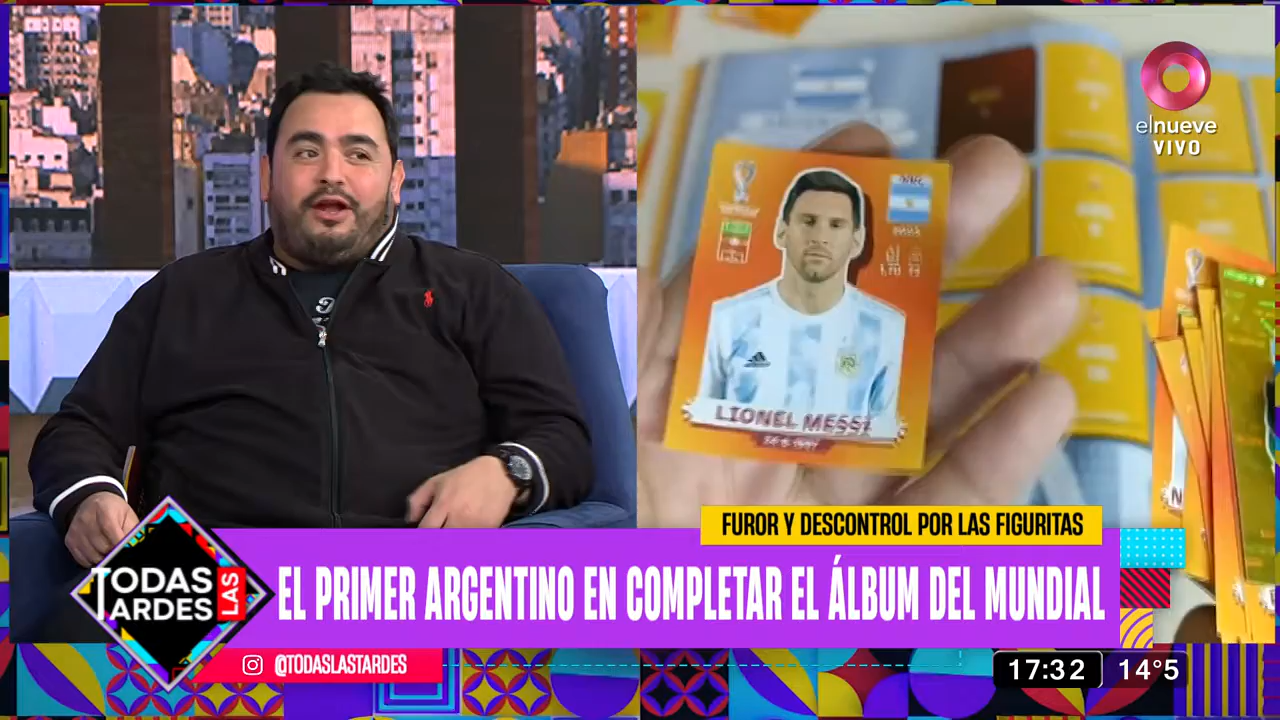 elnueve
VIVO
LIONEL MESSI
FUROR Y DESCONTROL POR LAS FIGURITAS
TODAS
LAS
TARDES
EL PRIMER ARGENTINO EN COMPLETAR EL ÁLBUM DEL MUNDIAL
@TODASLASTARDES
17:32
14°5